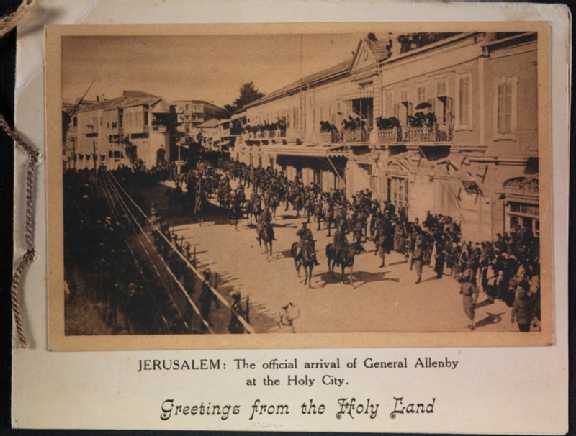 JERUSALEM: The official arrival of General Allenby
at the Holy City.
Greetings from the Holy Land